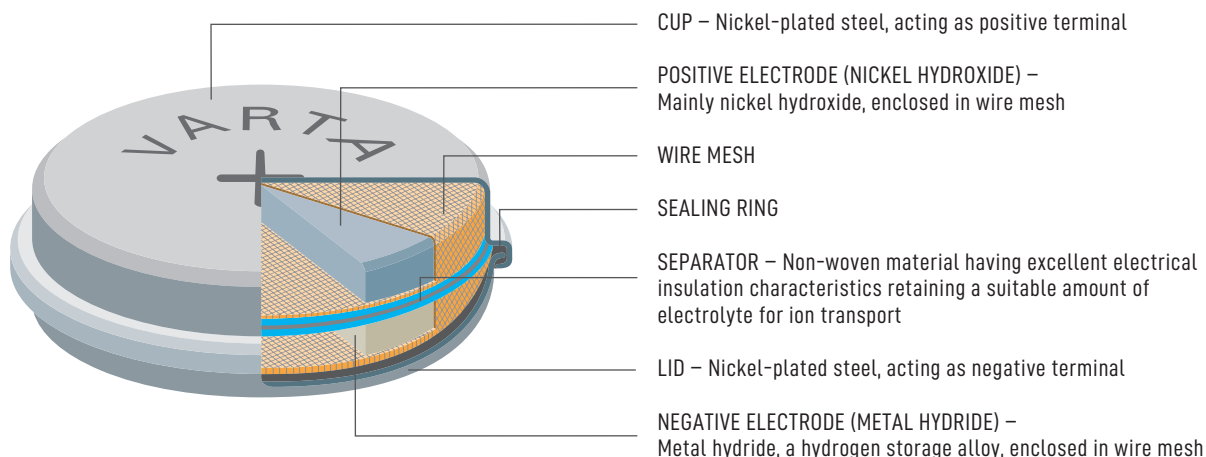 CUP – Nickel-plated steel, acting as positive terminal
POSITIVE ELECTRODE (NICKEL HYDROXIDE) –
Mainly nickel hydroxide, enclosed in wire mesh
VARTA
+
WIRE MESH
SEALING RING
SEPARATOR – Non-woven material having excellent electrical
insulation characteristics retaining a suitable amount of
electrolyte for ion transport
LID – Nickel-plated steel, acting as negative terminal
NEGATIVE ELECTRODE (METAL HYDRIDE) –
Metal hydride, a hydrogen storage alloy, enclosed in wire mesh